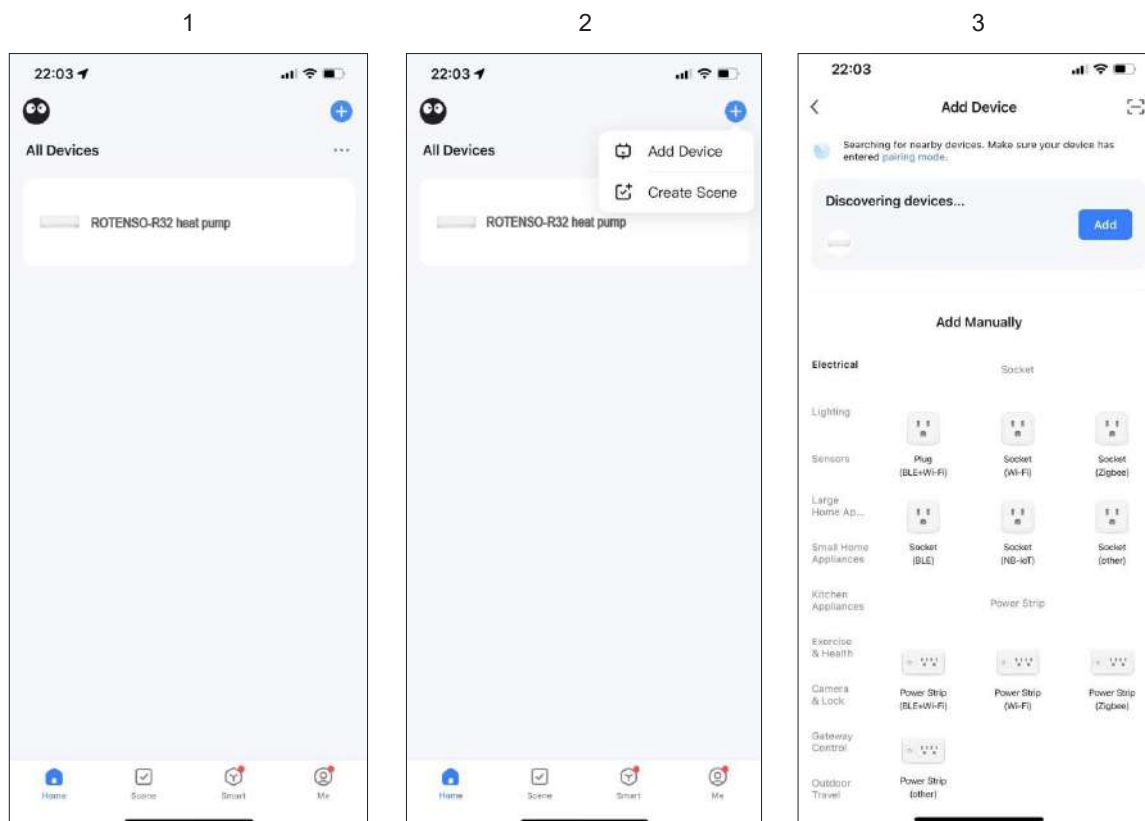 1
2
3
22:03
All Devices
ROTENSO-R32 heat pump
Home
Scene
Smart
Me
22:03
All Devices
Add Device
Create Scene
ROTENSO-R32 heat pump
Home
Scene
Smart
Me
22:03
Add Device
Searching for nearby devices. Make sure your device has
entered pairing mode.
Discovering devices...
Add
Add Manually
Electrical
Lighting
Sensors
Large
Home Ap...
Small Home
Appliances
Kitchen
Appliances
Exercise
& Health
Camera
& Lock
Gateway
Control
Outdoor
Travel
Socket
Plug
(BLE+Wi-Fi)
Socket
(Wi-Fi)
Socket
(Zigbee)
Socket
(BLE)
Socket
(NB-IoT)
Socket
(other)
Power Strip
Power Strip
(BLE+Wi-Fi)
Power Strip
(Wi-Fi)
Power Strip
(Zigbee)
Power Strip
(other)